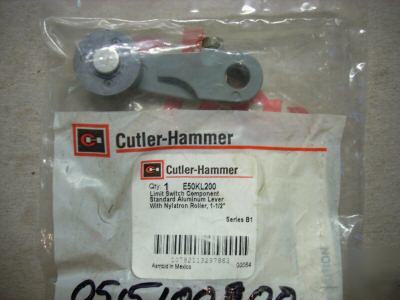 Cutler-Hammer
Cutler-Hammer
Qty. 1 E50KL200
Limit Switch Component
Standard Aluminum Lever
With Nylatron Roller, 1-1/2"
Series B1
Asmbld in Mexico